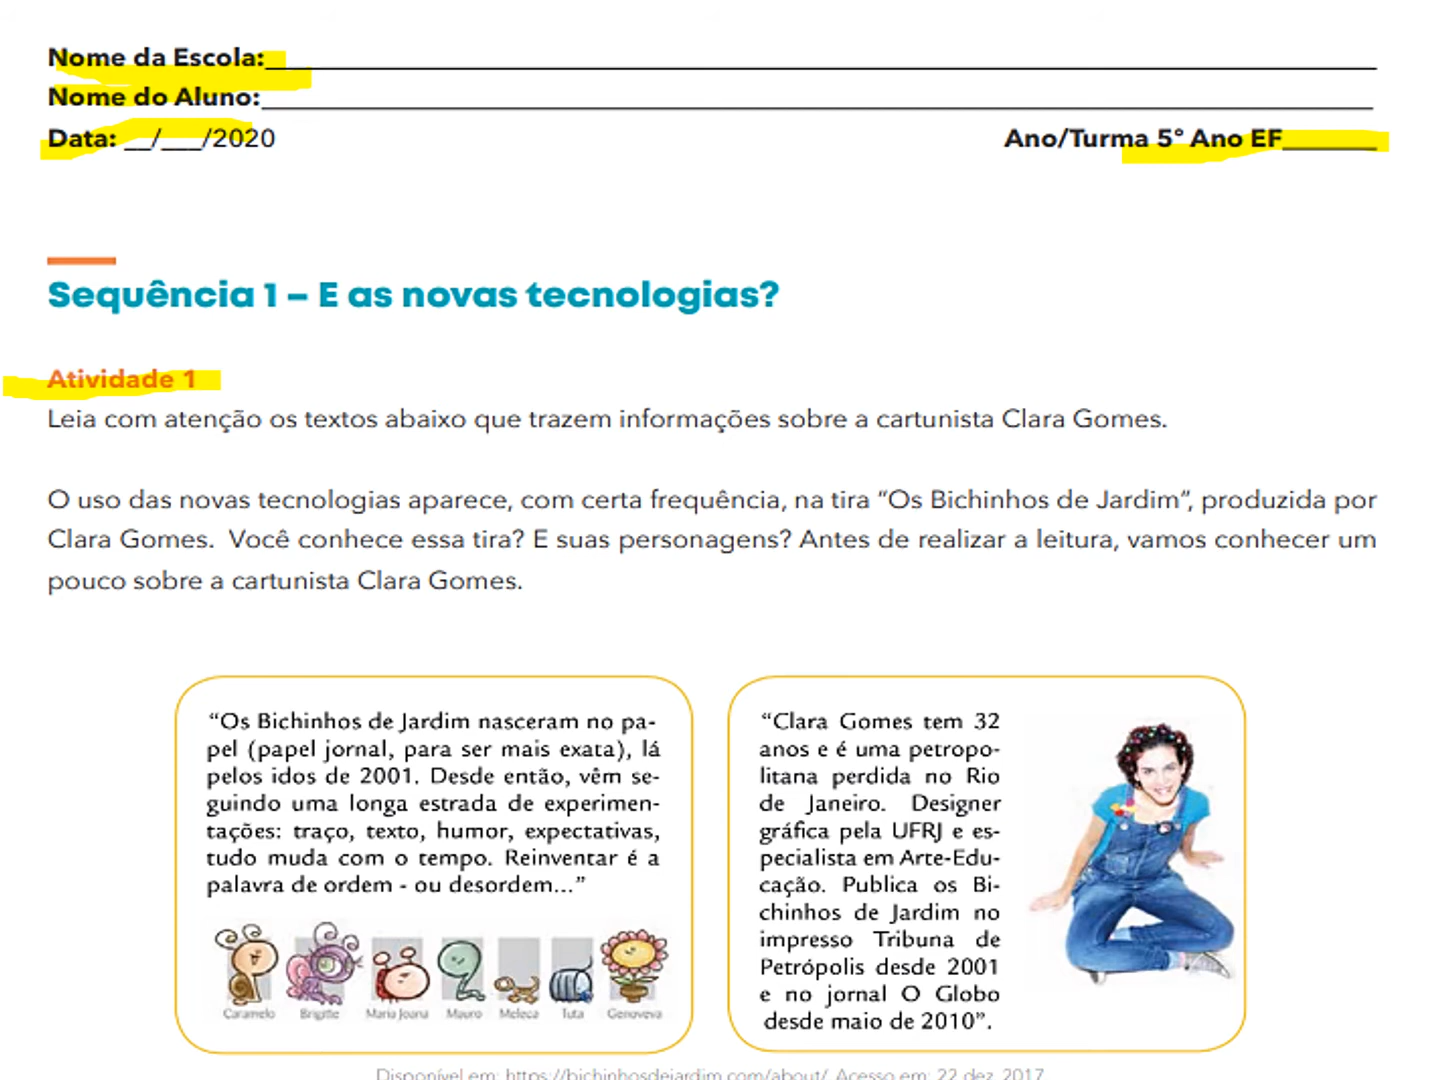 Nome da Escola:_______________
Nome do Aluno:_______________
Data: __/___/2020 Ano/Turma 5º Ano EF_______
Sequência 1 – E as novas tecnologias?
Atividade 1
Leia com atenção os textos abaixo que trazem informações sobre a cartunista Clara Gomes.
O uso das novas tecnologias aparece, com certa frequência, na tira “Os Bichinhos de Jardim”, produzida por
Clara Gomes. Você conhece essa tira? E suas personagens? Antes de realizar a leitura, vamos conhecer um
pouco sobre a cartunista Clara Gomes.
“Os Bichinhos de Jardim nasceram no pa-
pel (papel jornal, para ser mais exata), lá
pelos idos de 2001. Desde então, vêm se-
guindo uma longa estrada de experimen-
tações: traço, texto, humor, expectativas,
tudo muda com o tempo. Reinventar é a
palavra de ordem - ou desordem...”
Caramelo Brigitte Maria Joana Mauro Meleca Tuta Genoveva
“Clara Gomes tem 32
anos e é uma petropo-
litana perdida no Rio
de Janeiro. Designer
gráfica pela UFRJ e es-
pecialista em Arte-Edu-
cação. Publica os Bi-
chinhos de Jardim no
impresso Tribuna de
Petrópolis desde 2001
e no jornal O Globo
desde maio de 2010”.
Disponível em: https://bichinhosdejardim.com/about/. Acesso em: 22 dez. 2017